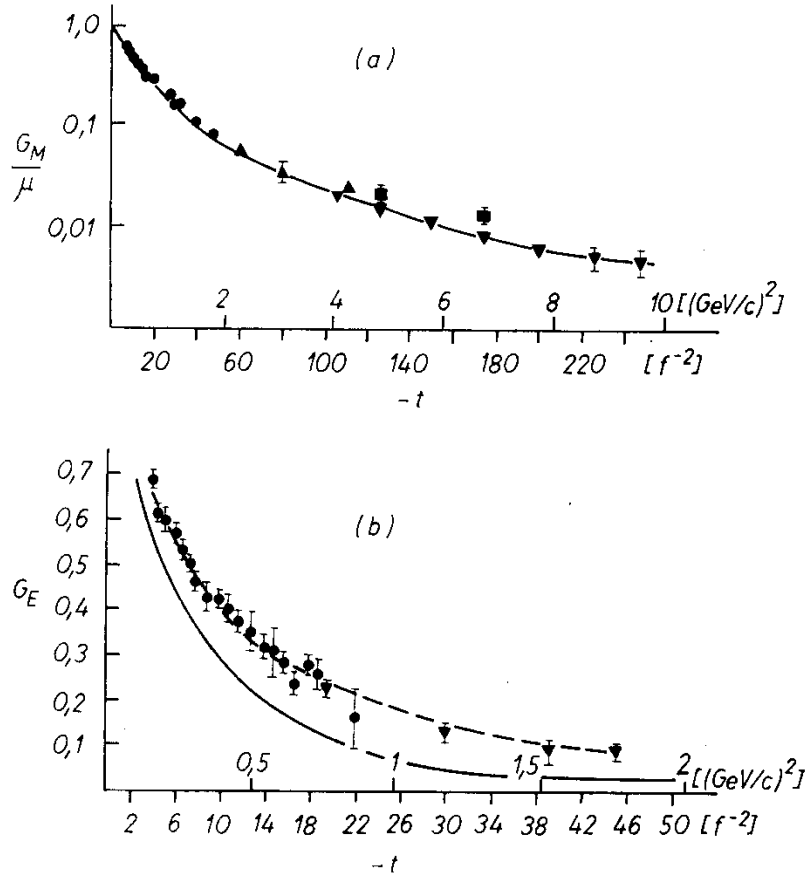 1,0
(a)
0,1
G_M
μ
0,01
2 4 6 8 10 [(GeV/c)²]
20 60 100 140 180 220 [f⁻²]
-t
0,7
0,6
(b)
0,5
G_E 0,4
0,3
0,2
0,1
0,5 1 1,5 2 [(GeV/c)²]
2 6 10 14 18 22 26 30 34 38 42 46 50 [f⁻²]
-t